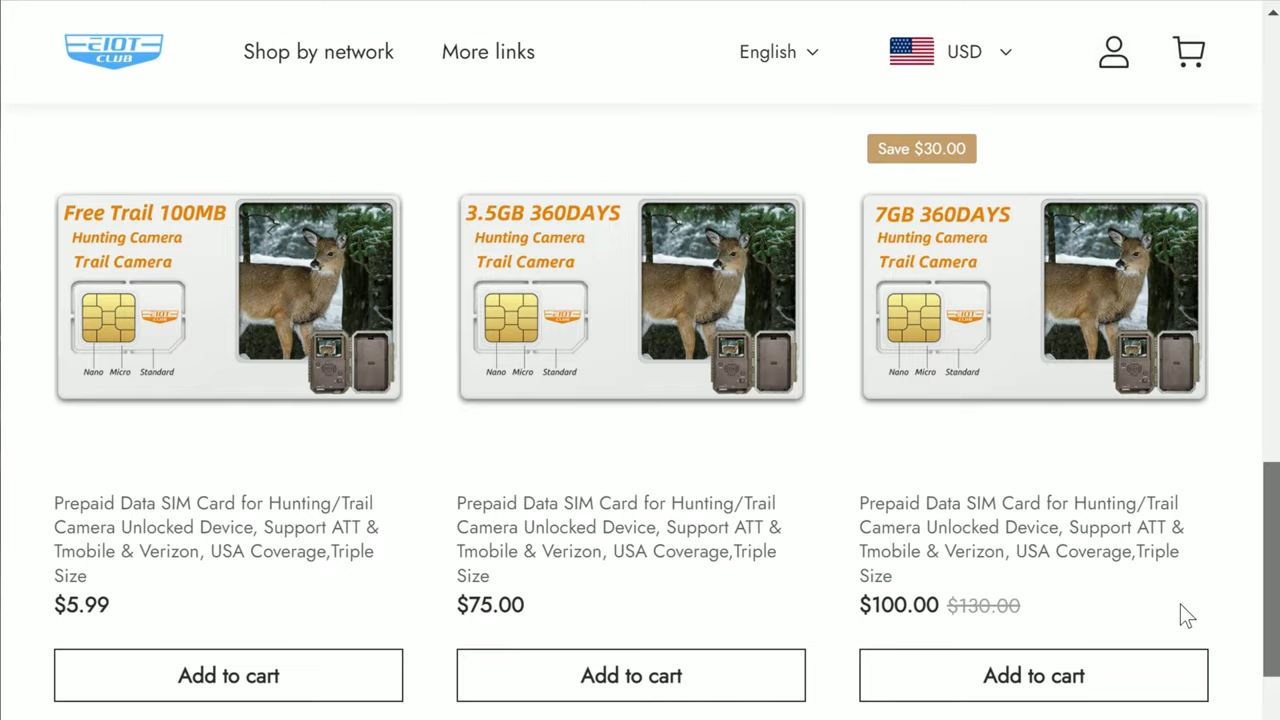 EIOT
CLUB
Shop by network
More links
English
USD
Save $30.00
Free Trail 100MB
Hunting Camera
Trail Camera
EIOT
Nano Micro Standard
3.5GB 360DAYS
Hunting Camera
Trail Camera
EIOT
Nano Micro Standard
7GB 360DAYS
Hunting Camera
Trail Camera
EIOT
Nano Micro Standard
Prepaid Data SIM Card for Hunting/Trail
Camera Unlocked Device, Support ATT &
Tmobile & Verizon, USA Coverage,Triple
Size
$5.99
Add to cart
Prepaid Data SIM Card for Hunting/Trail
Camera Unlocked Device, Support ATT &
Tmobile & Verizon, USA Coverage,Triple
Size
$75.00
Add to cart
Prepaid Data SIM Card for Hunting/Trail
Camera Unlocked Device, Support ATT &
Tmobile & Verizon, USA Coverage,Triple
Size
$100.00 $130.00
Add to cart